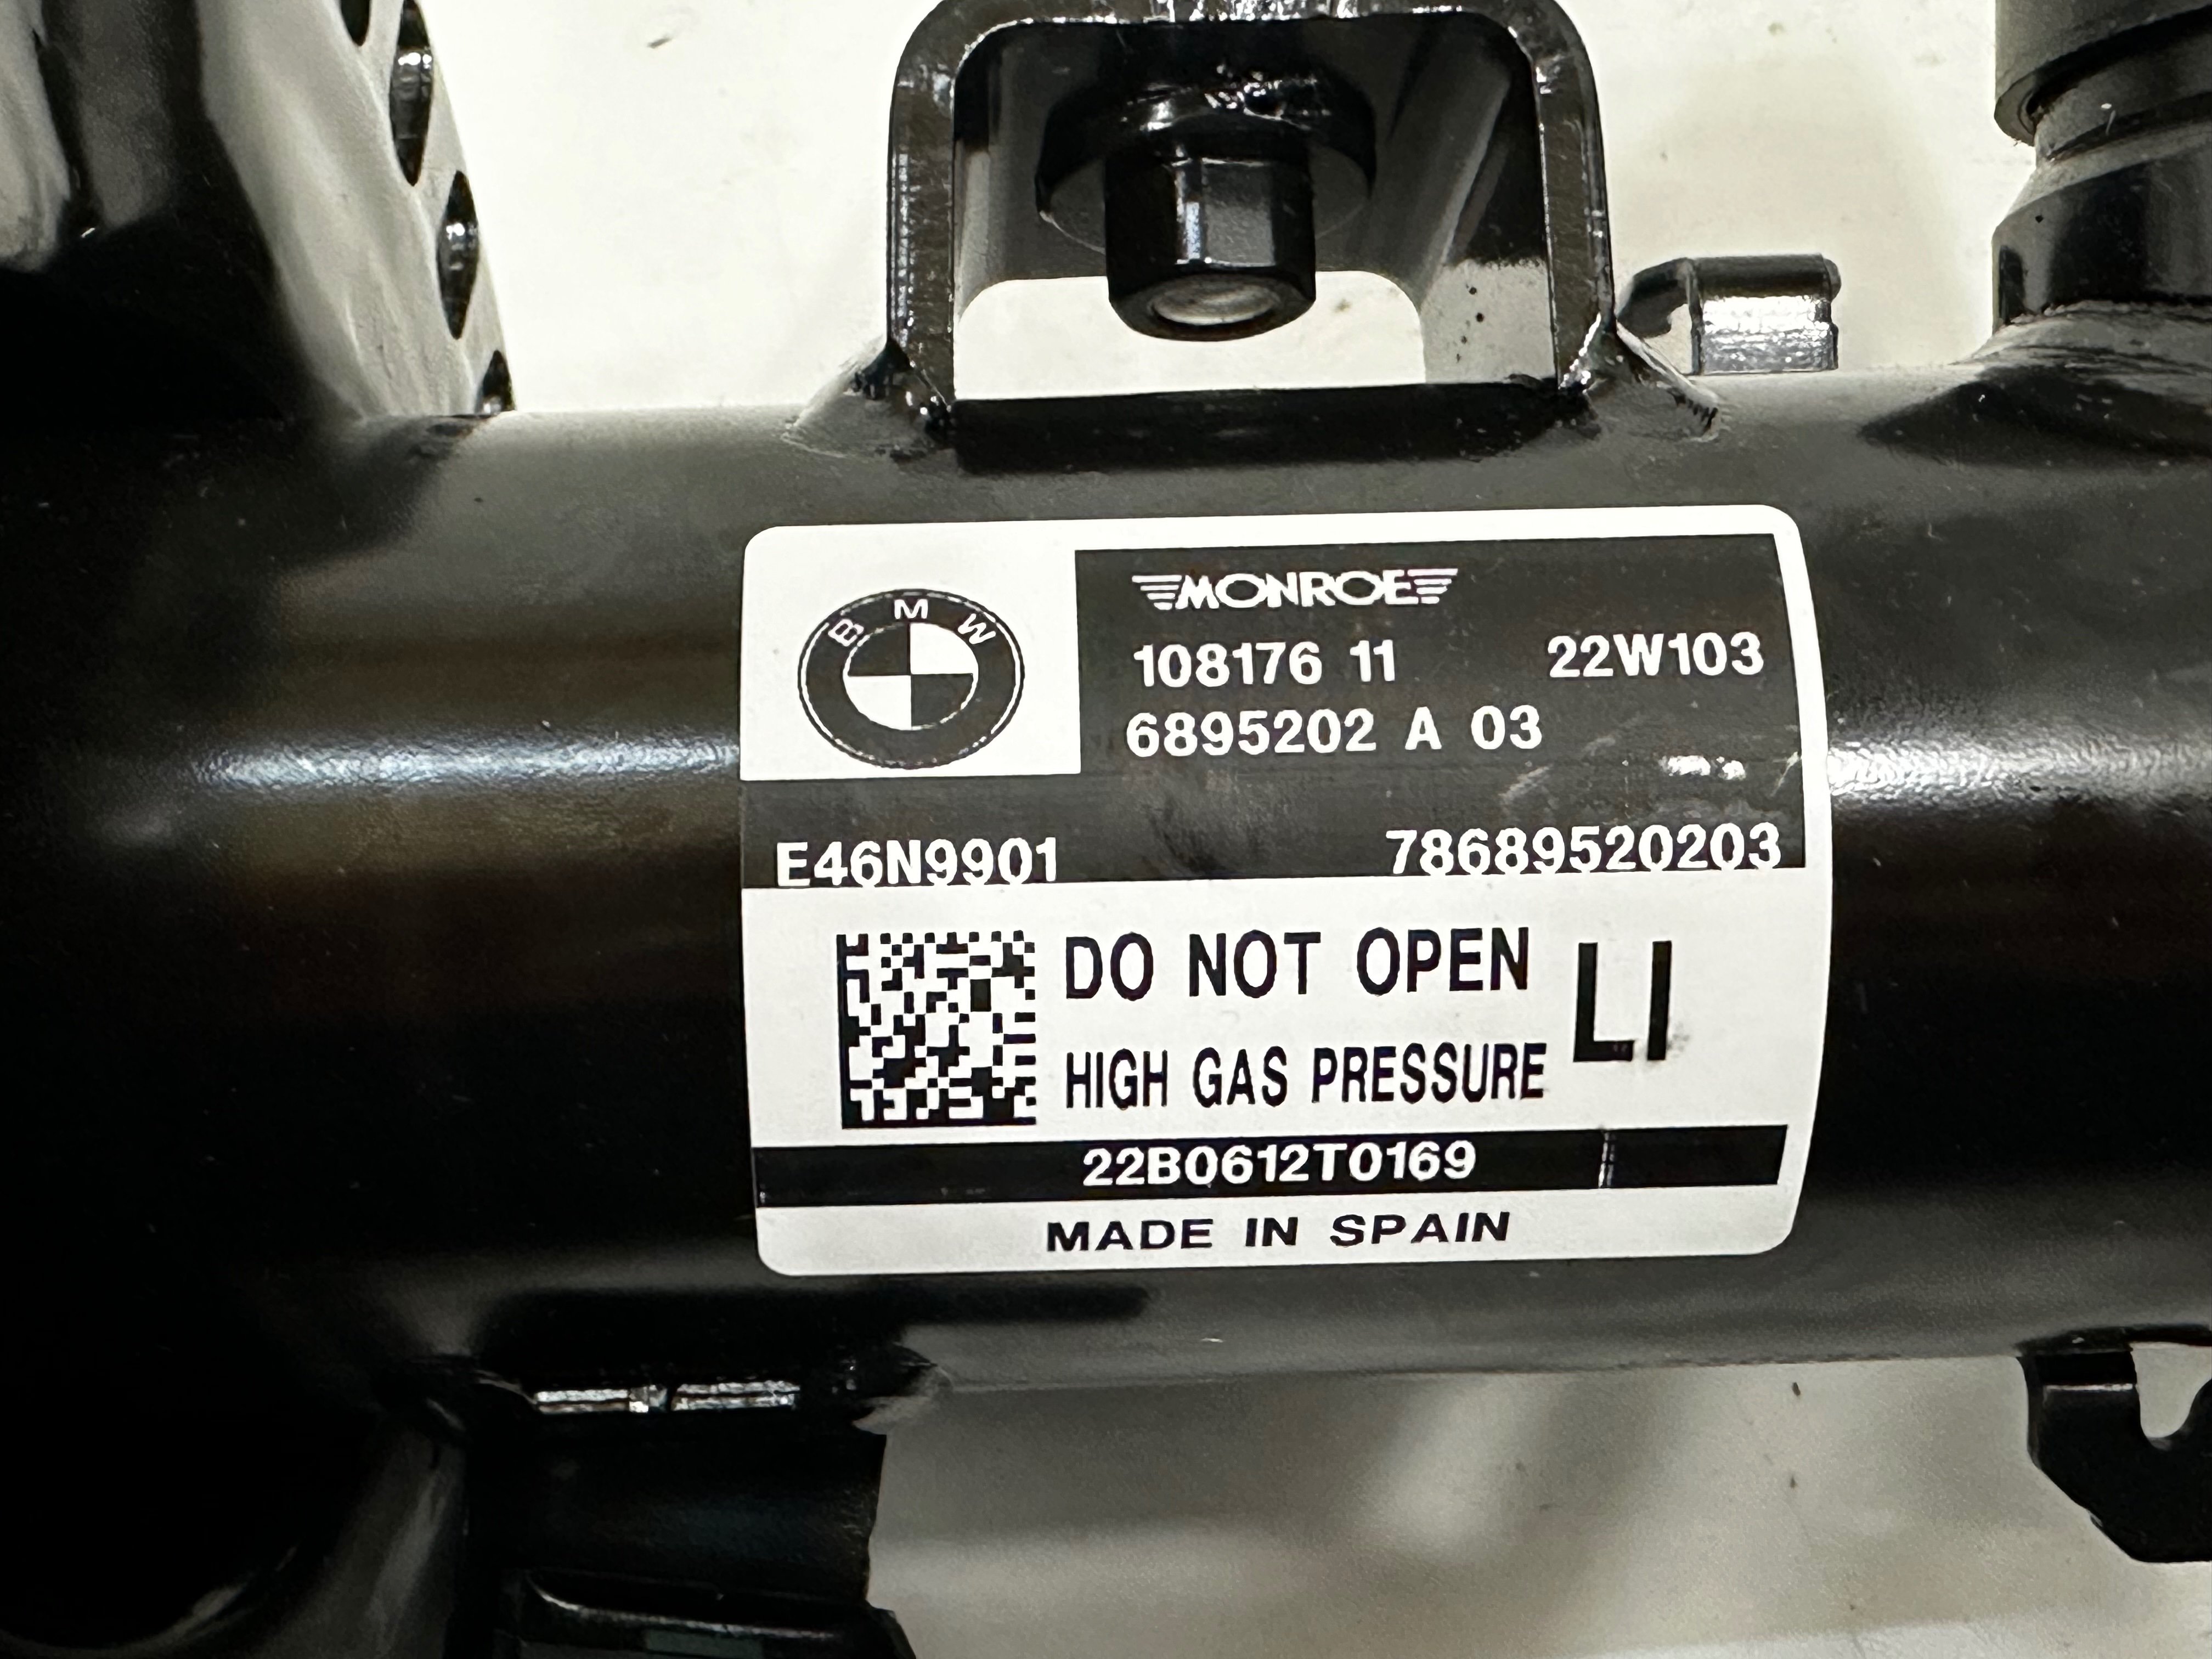 BMW
MONROE
108176 11 22W103
6895202 A 03
E46N9901 78689520203
DO NOT OPEN LI
HIGH GAS PRESSURE
22B0612T0169
MADE IN SPAIN